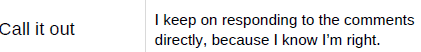 Call it out
I keep on responding to the comments
directly, because I know I'm right.